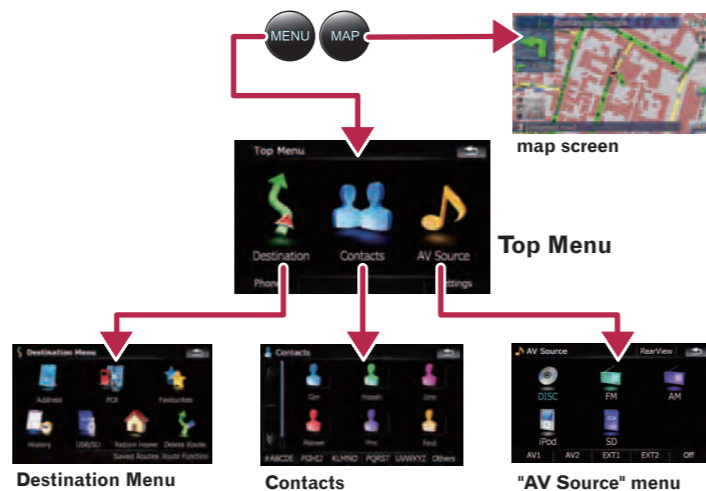 MENU MAP
map screen
Top Menu
Destination Contacts AV Source
Phone Settings
Top Menu
Destination Menu
Address POI Favourites
History USB/SD Return Home Delete Route
Saved Routes Route Function
Destination Menu
Contacts
#ABCDE FGHIJ KLMNO PQRST UVWXYZ Others
Contacts
AV Source RearView
DISC FM AM
iPod SD
AV1 AV2 EXT1 EXT2 Off
"AV Source" menu